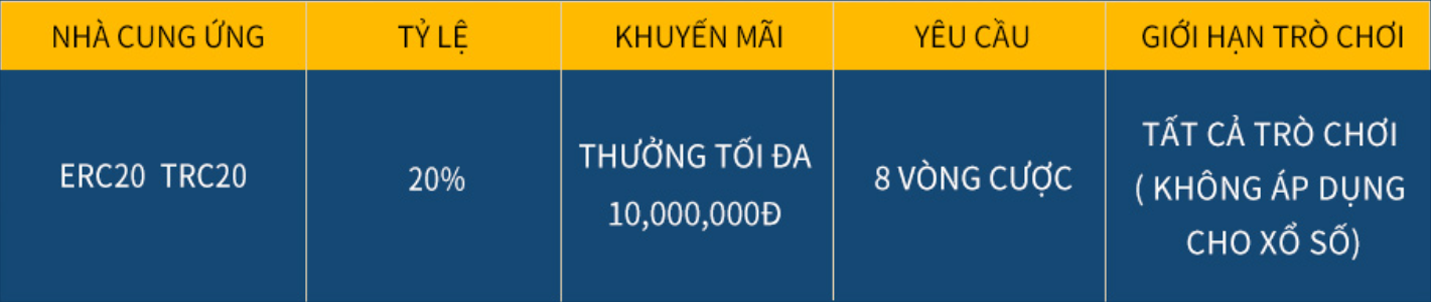 NHÀ CUNG ỨNG
TỶ LỆ
KHUYẾN MÃI
YÊU CẦU
GIỚI HẠN TRÒ CHƠI
ERC20 TRC20
20%
THƯỞNG TỐI ĐA
10,000,000Đ
8 VÒNG CƯỢC
TẤT CẢ TRÒ CHƠI
( KHÔNG ÁP DỤNG
CHO XỔ SỐ)